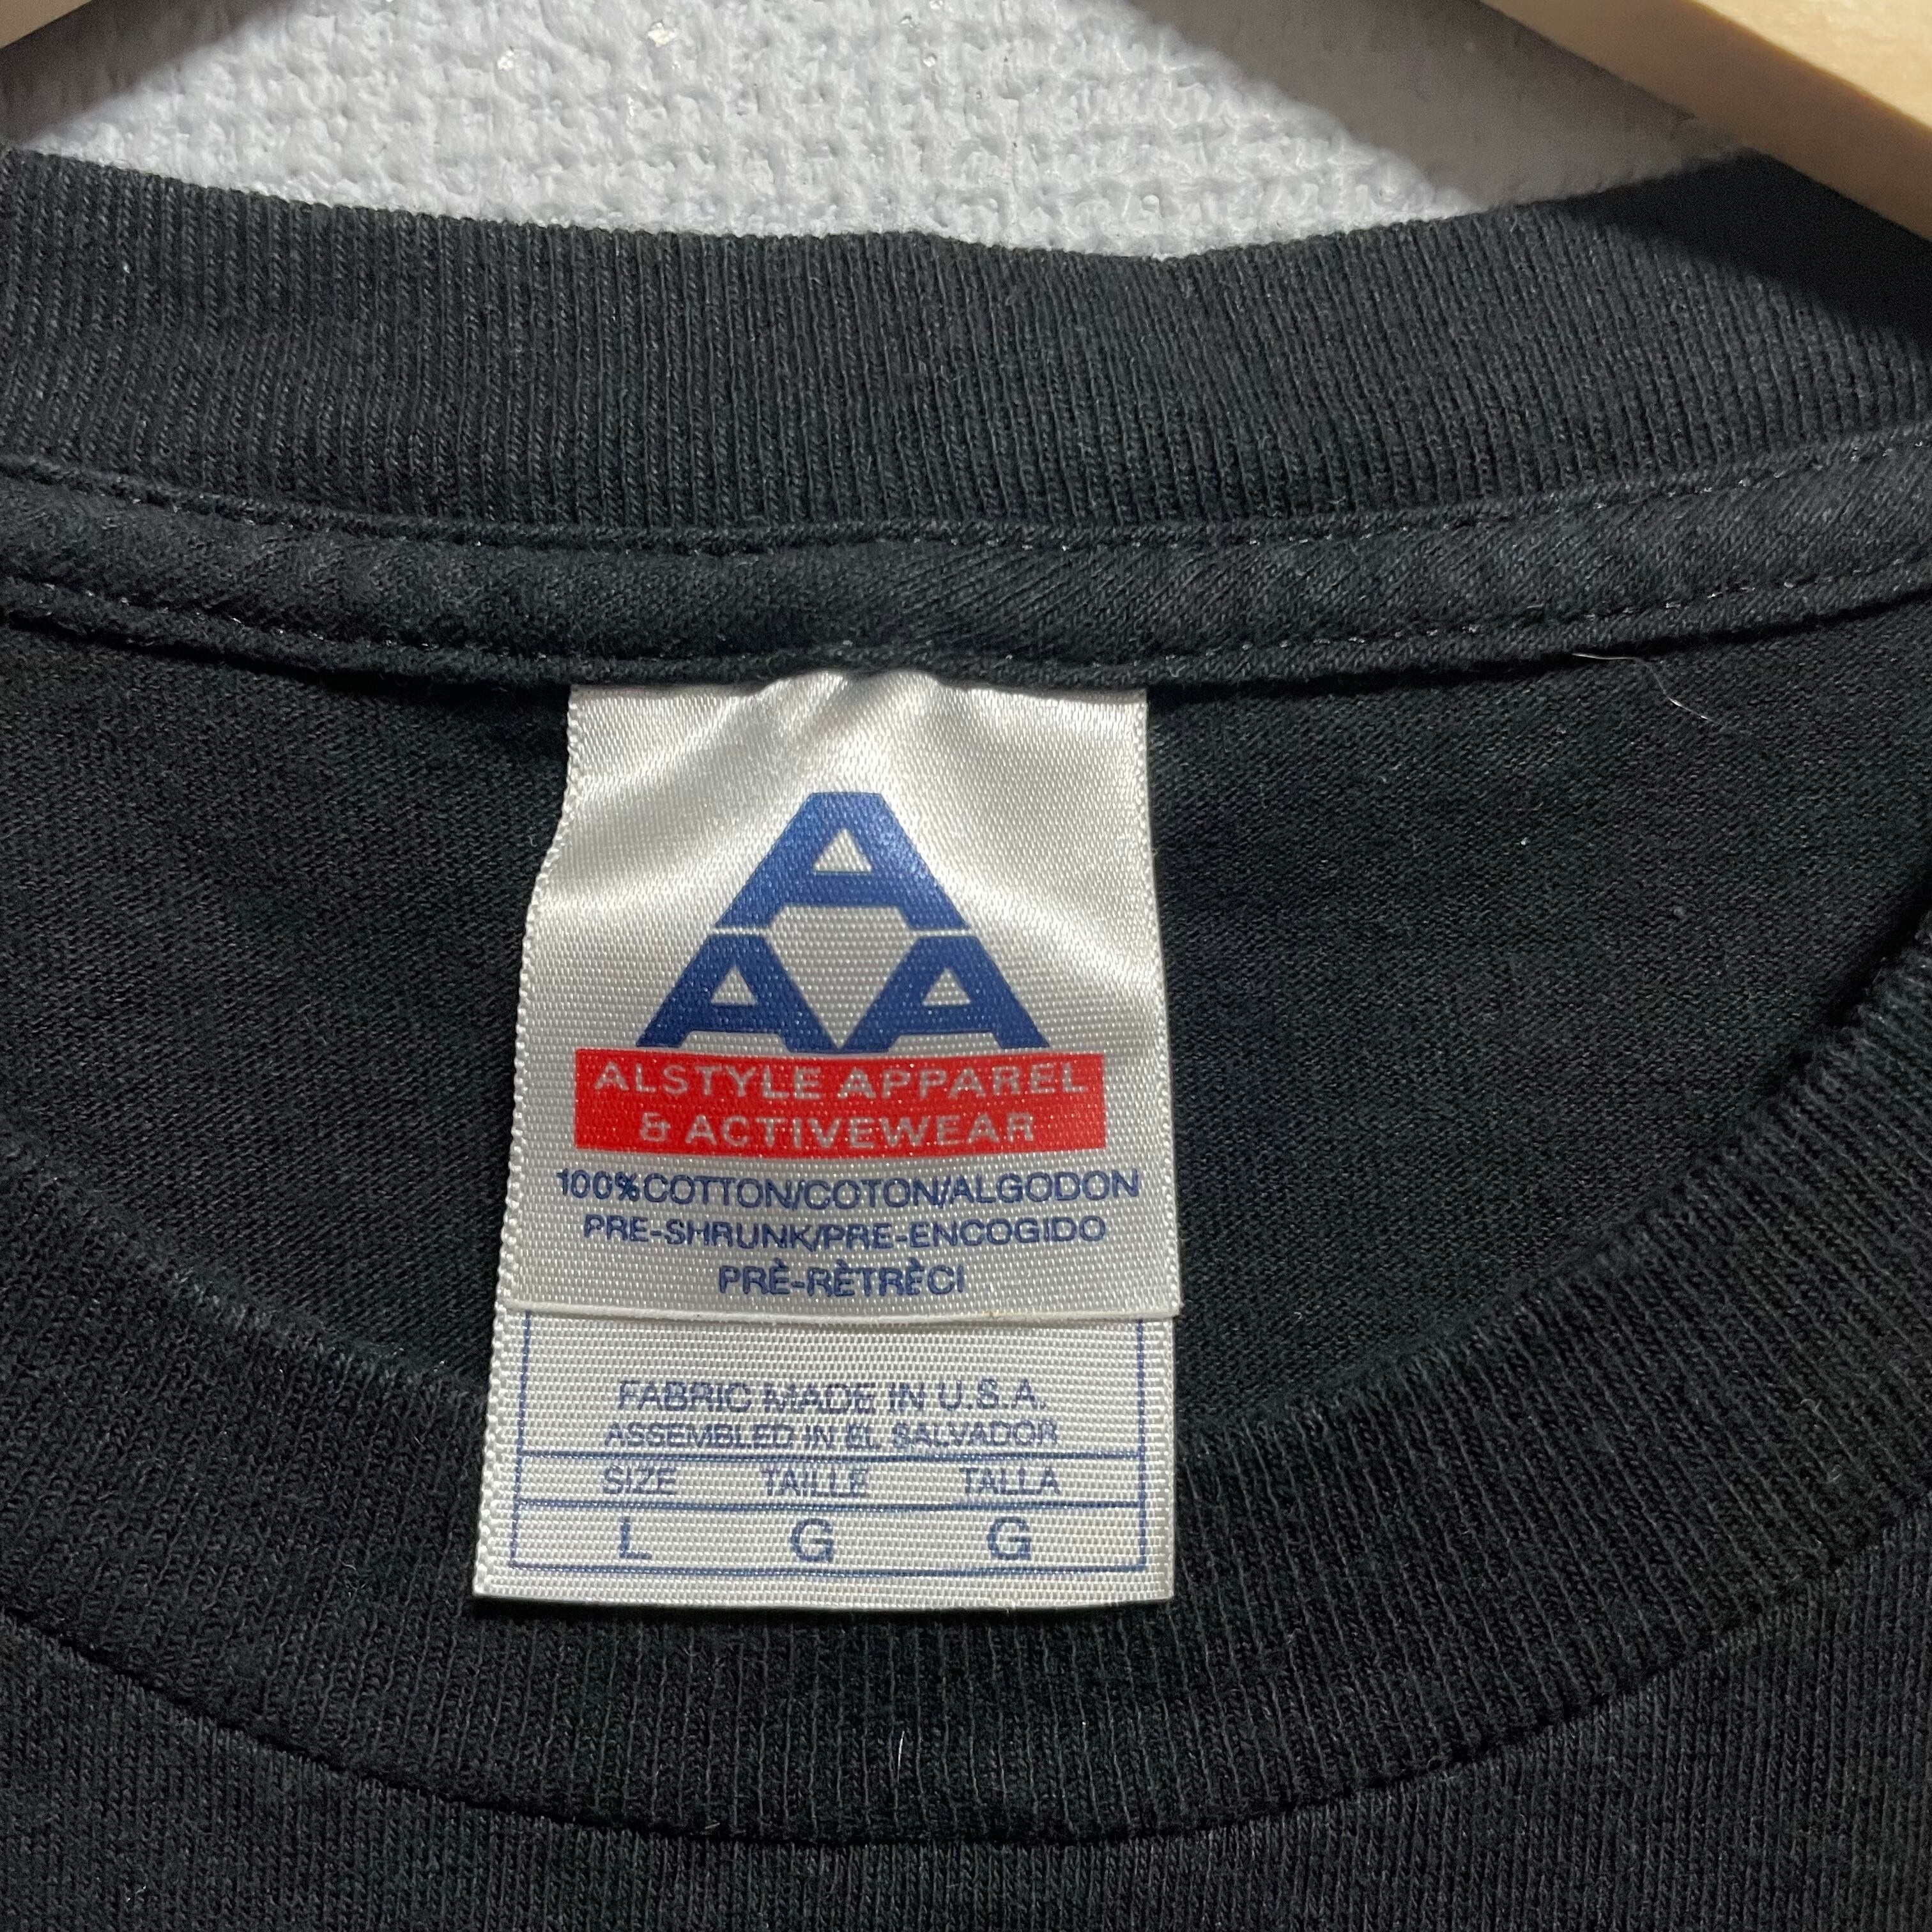 A
A A
ALSTYLE APPAREL
& ACTIVEWEAR
100% COTTON/COTON/ALGODON
PRE-SHRUNK/PRE-ENCOGIDO
PRÈ-RÈTRÈCI
FABRIC MADE IN U.S.A.
ASSEMBLED IN EL SALVADOR
SIZE TAILLE TALLA
L G G